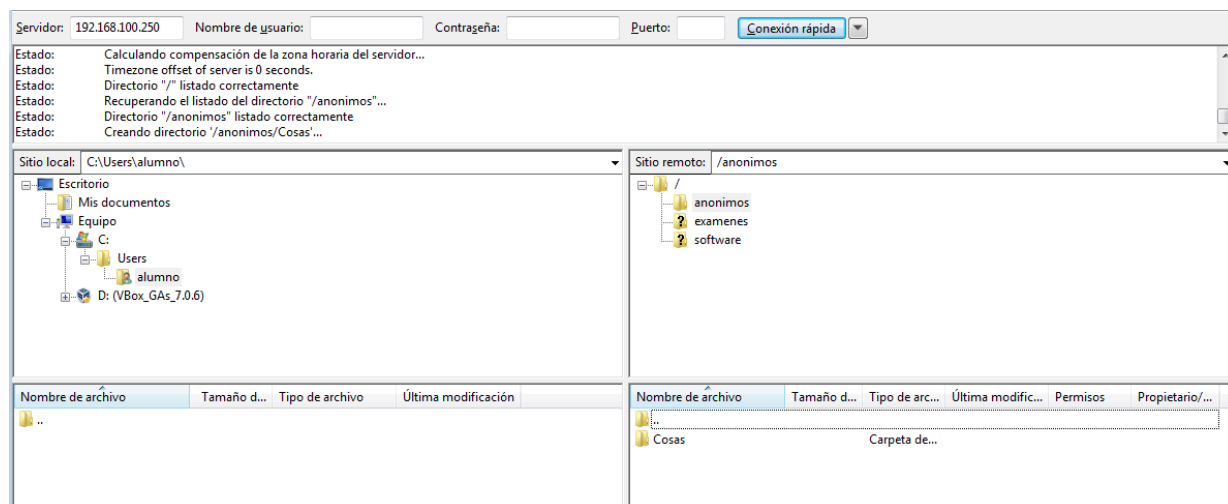 Servidor: 192.168.100.250 Nombre de usuario: Contraseña: Puerto: Conexión rápida
Estado: Calculando compensación de la zona horaria del servidor...
Estado: Timezone offset of server is 0 seconds.
Estado: Directorio "/" listado correctamente
Estado: Recuperando el listado del directorio "/anonimos"...
Estado: Directorio "/anonimos" listado correctamente
Estado: Creando directorio '/anonimos/Cosas'...
Sitio local: C:\Users\alumno\
Escritorio
Mis documentos
Equipo
C:
Users
alumno
D: (VBox_GAs_7.0.6)
Sitio remoto: /anonimos
/
anonimos
? examenes
? software
Nombre de archivo Tamaño d... Tipo de archivo Última modificación
..
Nombre de archivo Tamaño d... Tipo de arc... Última modific... Permisos Propietario/...
..
Cosas Carpeta de...